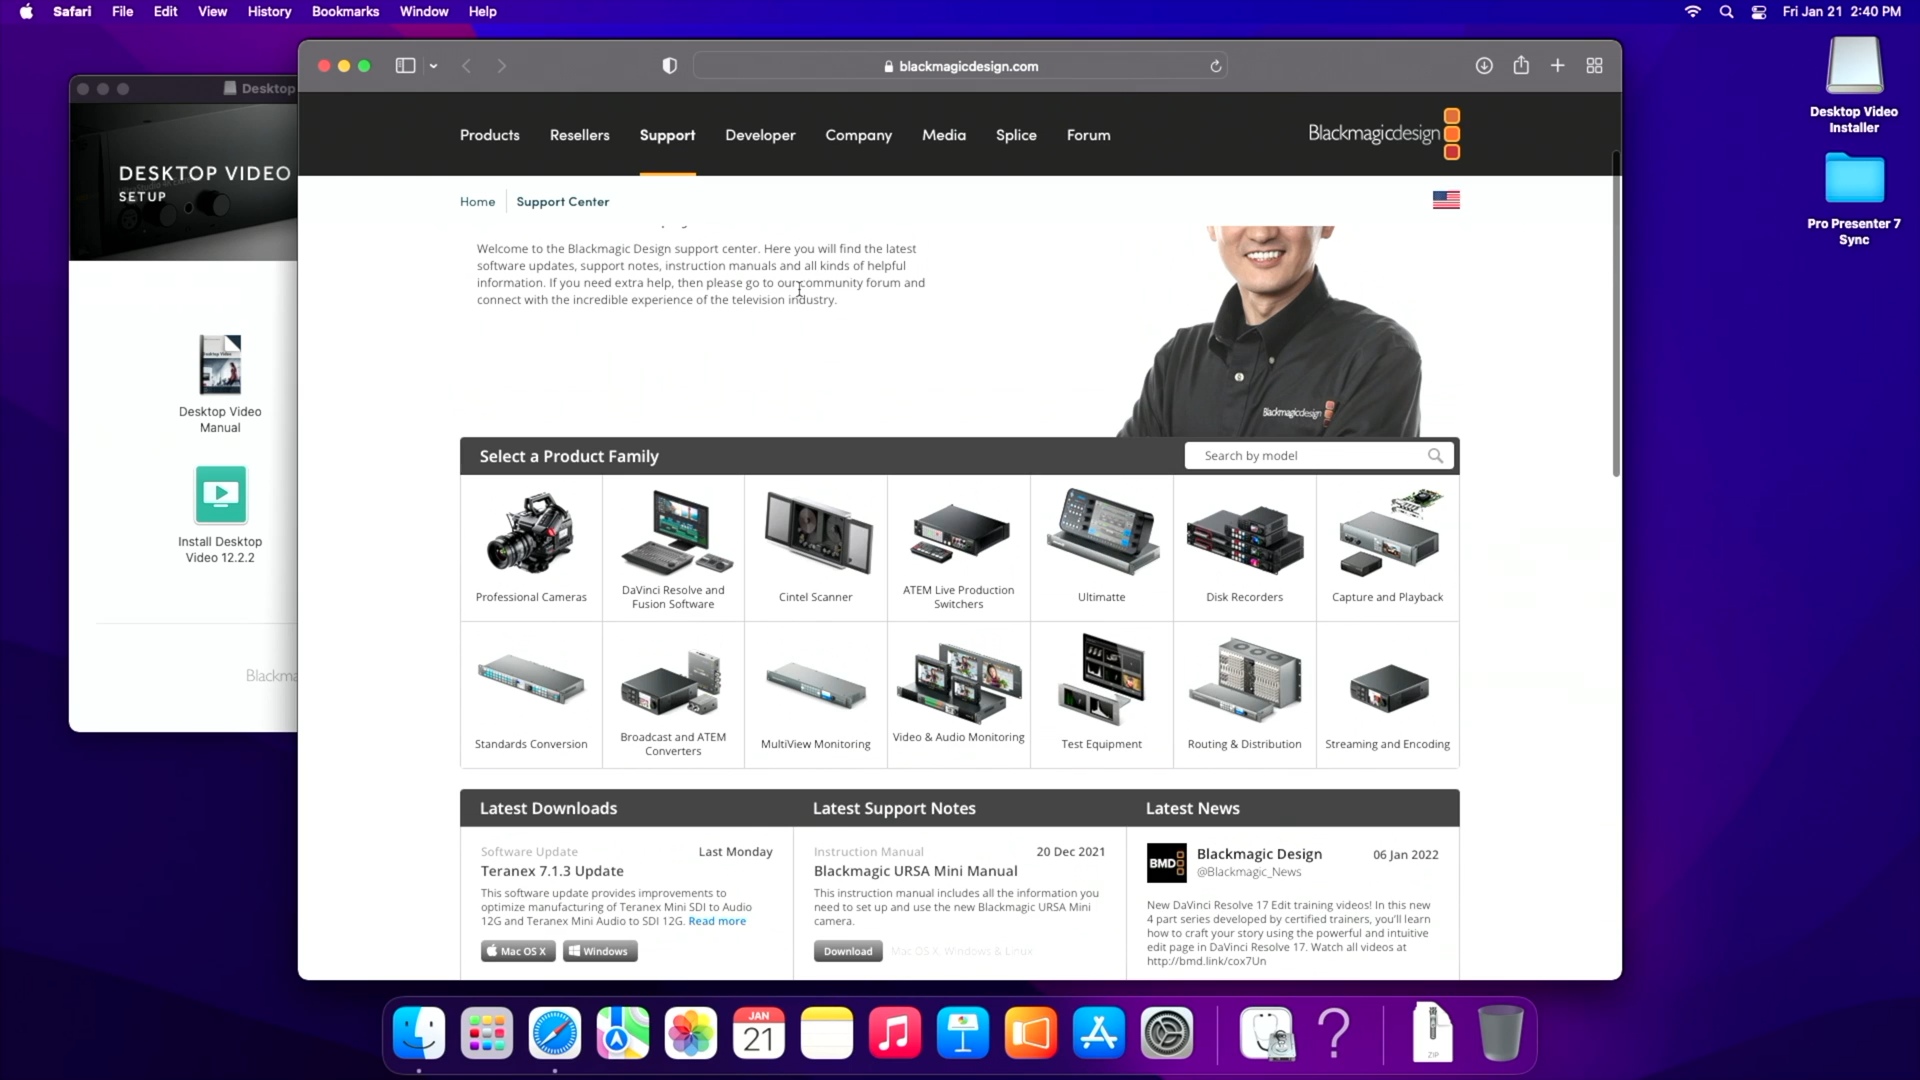 Safari File Edit View History Bookmarks Window Help
Fri Jan 21 2:40 PM
blackmagicdesign.com
Desktop
DESKTOP VIDEO
SETUP
Desktop Video
Manual
Install Desktop
Video 12.2.2
Products Resellers Support Developer Company Media Splice Forum
Blackmagicdesign
Home Support Center
Welcome to the Blackmagic Design support center. Here you will find the latest
software updates, support notes, instruction manuals and all kinds of helpful
information. If you need extra help, then please go to our community forum and
connect with the incredible experience of the television industry.
Blackmagicdesign
Select a Product Family
Search by model
Professional Cameras
DaVinci Resolve and
Fusion Software
Cintel Scanner
ATEM Live Production
Switchers
Ultimatte
Disk Recorders
Capture and Playback
Standards Conversion
Broadcast and ATEM
Converters
MultiView Monitoring
Video & Audio Monitoring
Test Equipment
Routing & Distribution
Streaming and Encoding
Latest Downloads
Software Update Last Monday
Teranex 7.1.3 Update
This software update provides improvements to
optimize manufacturing of Teranex Mini SDI to Audio
12G and Teranex Mini Audio to SDI 12G. Read more
Mac OS X Windows
Latest Support Notes
Instruction Manual 20 Dec 2021
Blackmagic URSA Mini Manual
This instruction manual includes all the information you
need to set up and use the new Blackmagic URSA Mini
camera.
Download Mac OS X, Windows & Linux
Latest News
BMD
Blackmagic Design 06 Jan 2022
@Blackmagic_News
New DaVinci Resolve 17 Edit training videos! In this new
4 part series developed by certified trainers, you'll learn
how to craft your story using the powerful and intuitive
edit page in DaVinci Resolve 17. Watch all videos at
http://bmd.link/cox7Un
Desktop Video
Installer
Pro Presenter 7
Sync
JAN
21
ZIP